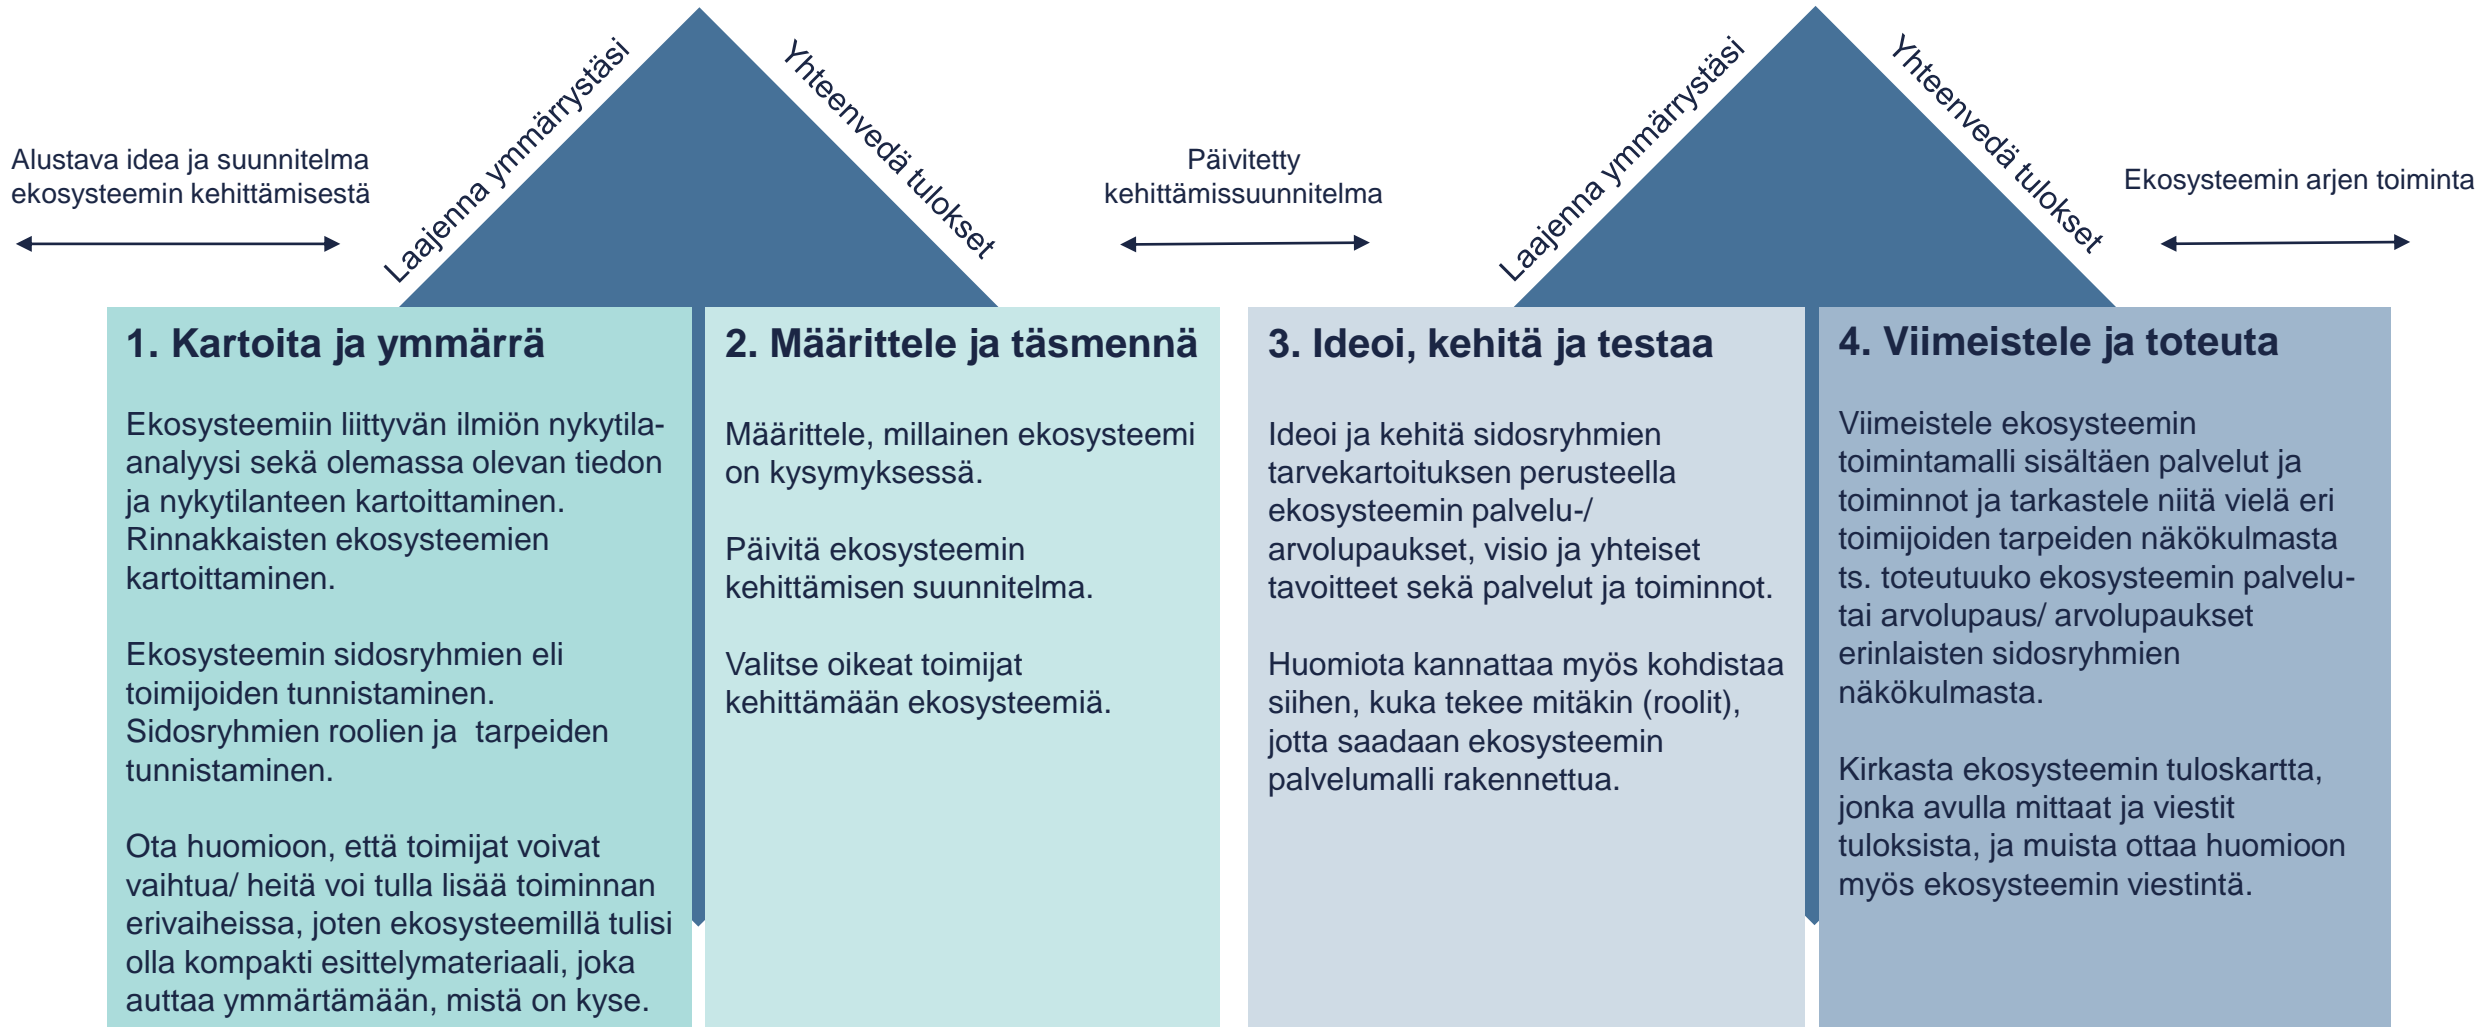 Alustava idea ja suunnitelma
ekosysteemin kehittämisestä
Laajenna ymmärrystäsi
Yhteenvedä tulokset
Päivitetty
kehittämissuunnitelma
Laajenna ymmärrystäsi
Yhteenvedä tulokset
Ekosysteemin arjen toiminta
1. Kartoita ja ymmärrä
Ekosysteemiin liittyvän ilmiön nykytila-
analyysi sekä olemassa olevan tiedon
ja nykytilanteen kartoittaminen.
Rinnakkaisten ekosysteemien
kartoittaminen.
Ekosysteemin sidosryhmien eli
toimijoiden tunnistaminen.
Sidosryhmien roolien ja  tarpeiden
tunnistaminen.
Ota huomioon, että toimijat voivat
vaihtua/ heitä voi tulla lisää toiminnan
erivaiheissa, joten ekosysteemillä tulisi
olla kompakti esittelymateriaali, joka
auttaa ymmärtämään, mistä on kyse.
2. Määrittele ja täsmennä
Määrittele, millainen ekosysteemi
on kysymyksessä.
Päivitä ekosysteemin
kehittämisen suunnitelma.
Valitse oikeat toimijat
kehittämään ekosysteemiä.
3. Ideoi, kehitä ja testaa
Ideoi ja kehitä sidosryhmien
tarvekartoituksen perusteella
ekosysteemin palvelu-/
arvolupaukset, visio ja yhteiset
tavoitteet sekä palvelut ja toiminnot.
Huomiota kannattaa myös kohdistaa
siihen, kuka tekee mitäkin (roolit),
jotta saadaan ekosysteemin
palvelumalli rakennettua.
4. Viimeistele ja toteuta
Viimeistele ekosysteemin
toimintamalli sisältäen palvelut ja
toiminnot ja tarkastele niitä vielä eri
toimijoiden tarpeiden näkökulmasta
ts. toteutuuko ekosysteemin palvelu-
tai arvolupaus/ arvolupaukset
erinlaisten sidosryhmien
näkökulmasta.
Kirkasta ekosysteemin tuloskartta,
jonka avulla mittaat ja viestit
tuloksista, ja muista ottaa huomioon
myös ekosysteemin viestintä.